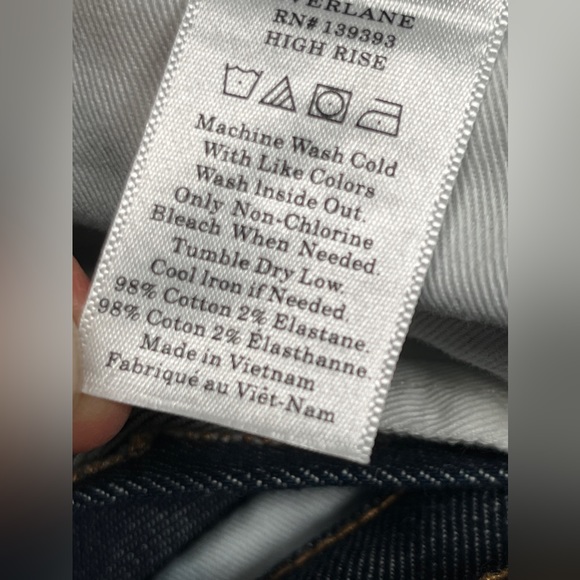 VERLANE
RN# 139393
HIGH RISE
Machine Wash Cold
With Like Colors
Wash Inside Out.
Only Non-Chlorine
Bleach When Needed.
Tumble Dry Low.
Cool Iron if Needed.
98% Cotton 2% Elastane.
98% Coton 2% Élasthanne.
Made in Vietnam
Fabriqué au Viêt-Nam